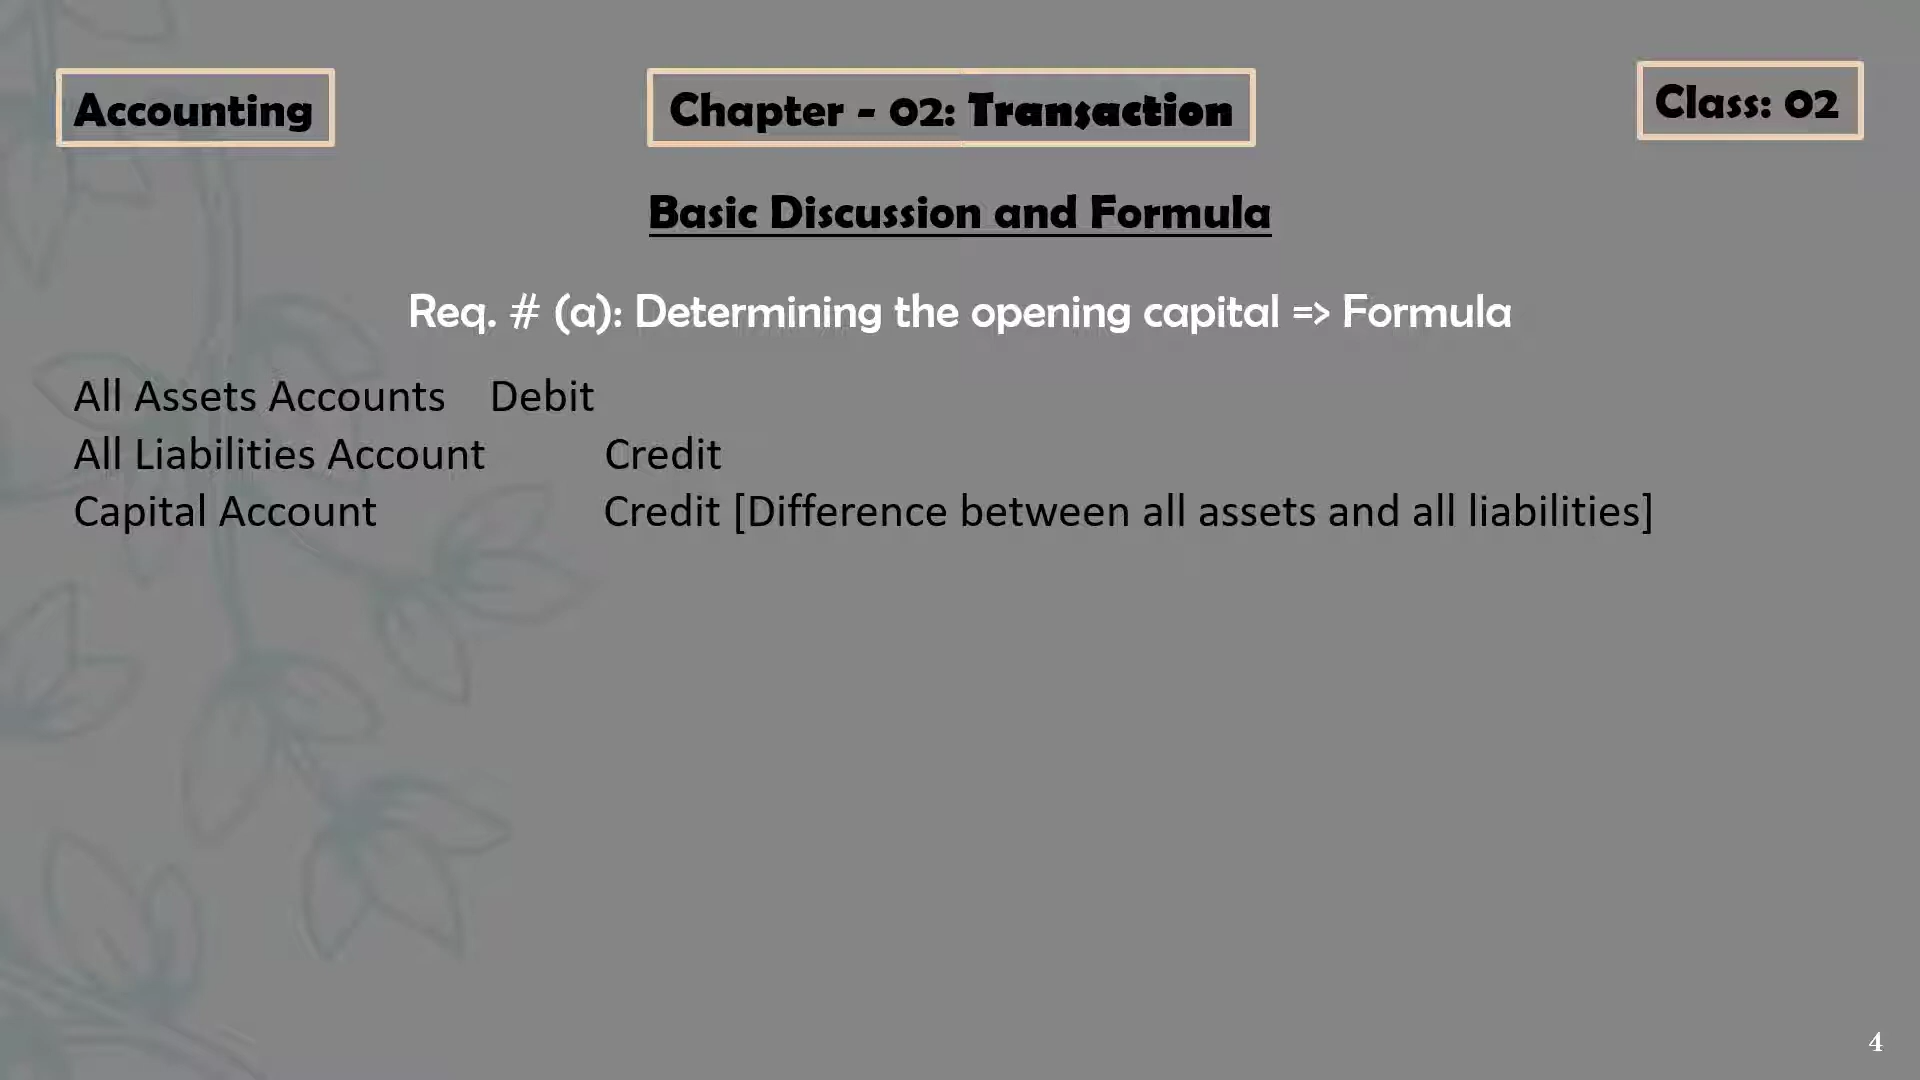 Accounting
Chapter - 02: Transaction
Class: 02
Basic Discussion and Formula
Req. # (a): Determining the opening capital => Formula
All Assets Accounts Debit
All Liabilities Account Credit
Capital Account Credit [Difference between all assets and all liabilities]
4